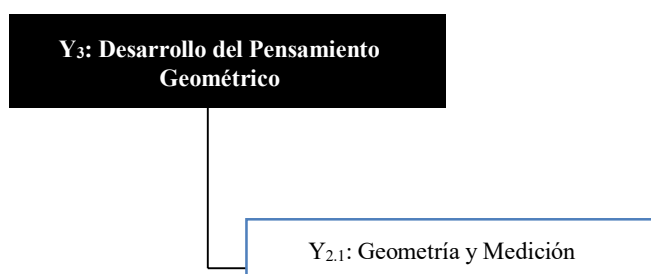 Y₃: Desarrollo del Pensamiento
Geométrico
Y₂.₁: Geometría y Medición